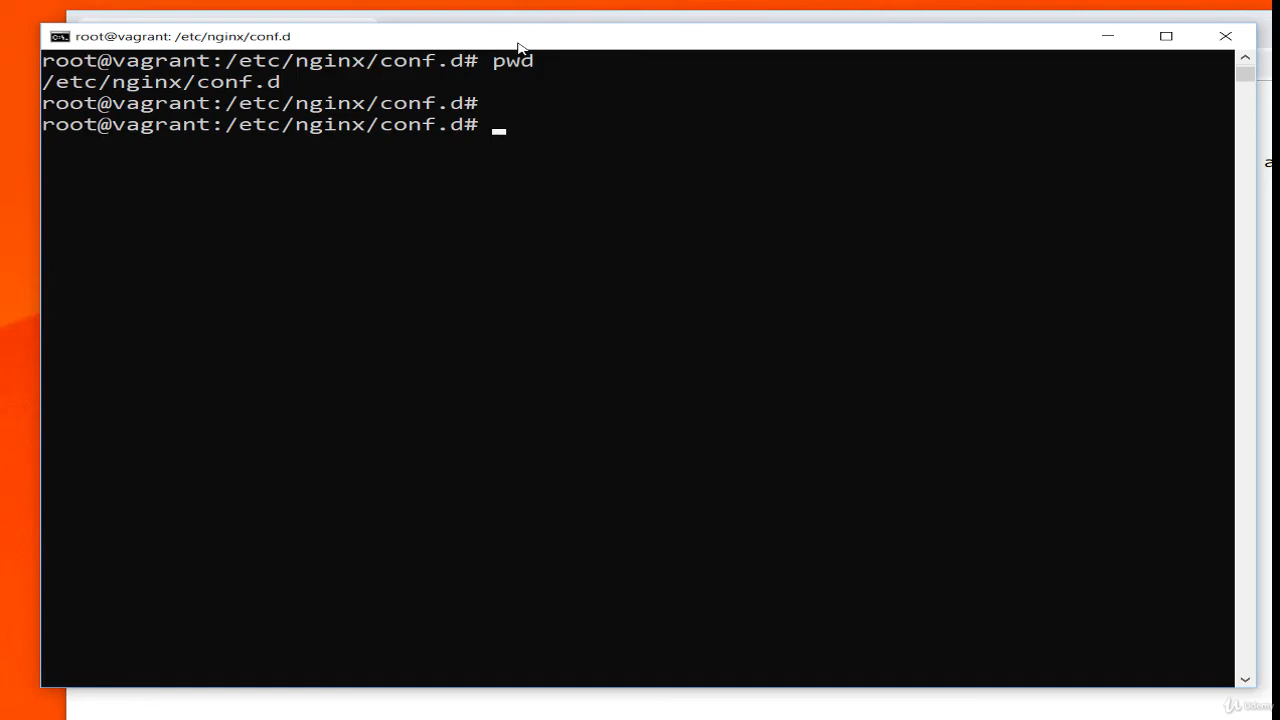 root@vagrant: /etc/nginx/conf.d
root@vagrant:/etc/nginx/conf.d# pwd
/etc/nginx/conf.d
root@vagrant:/etc/nginx/conf.d#
root@vagrant:/etc/nginx/conf.d#
a
Udemy